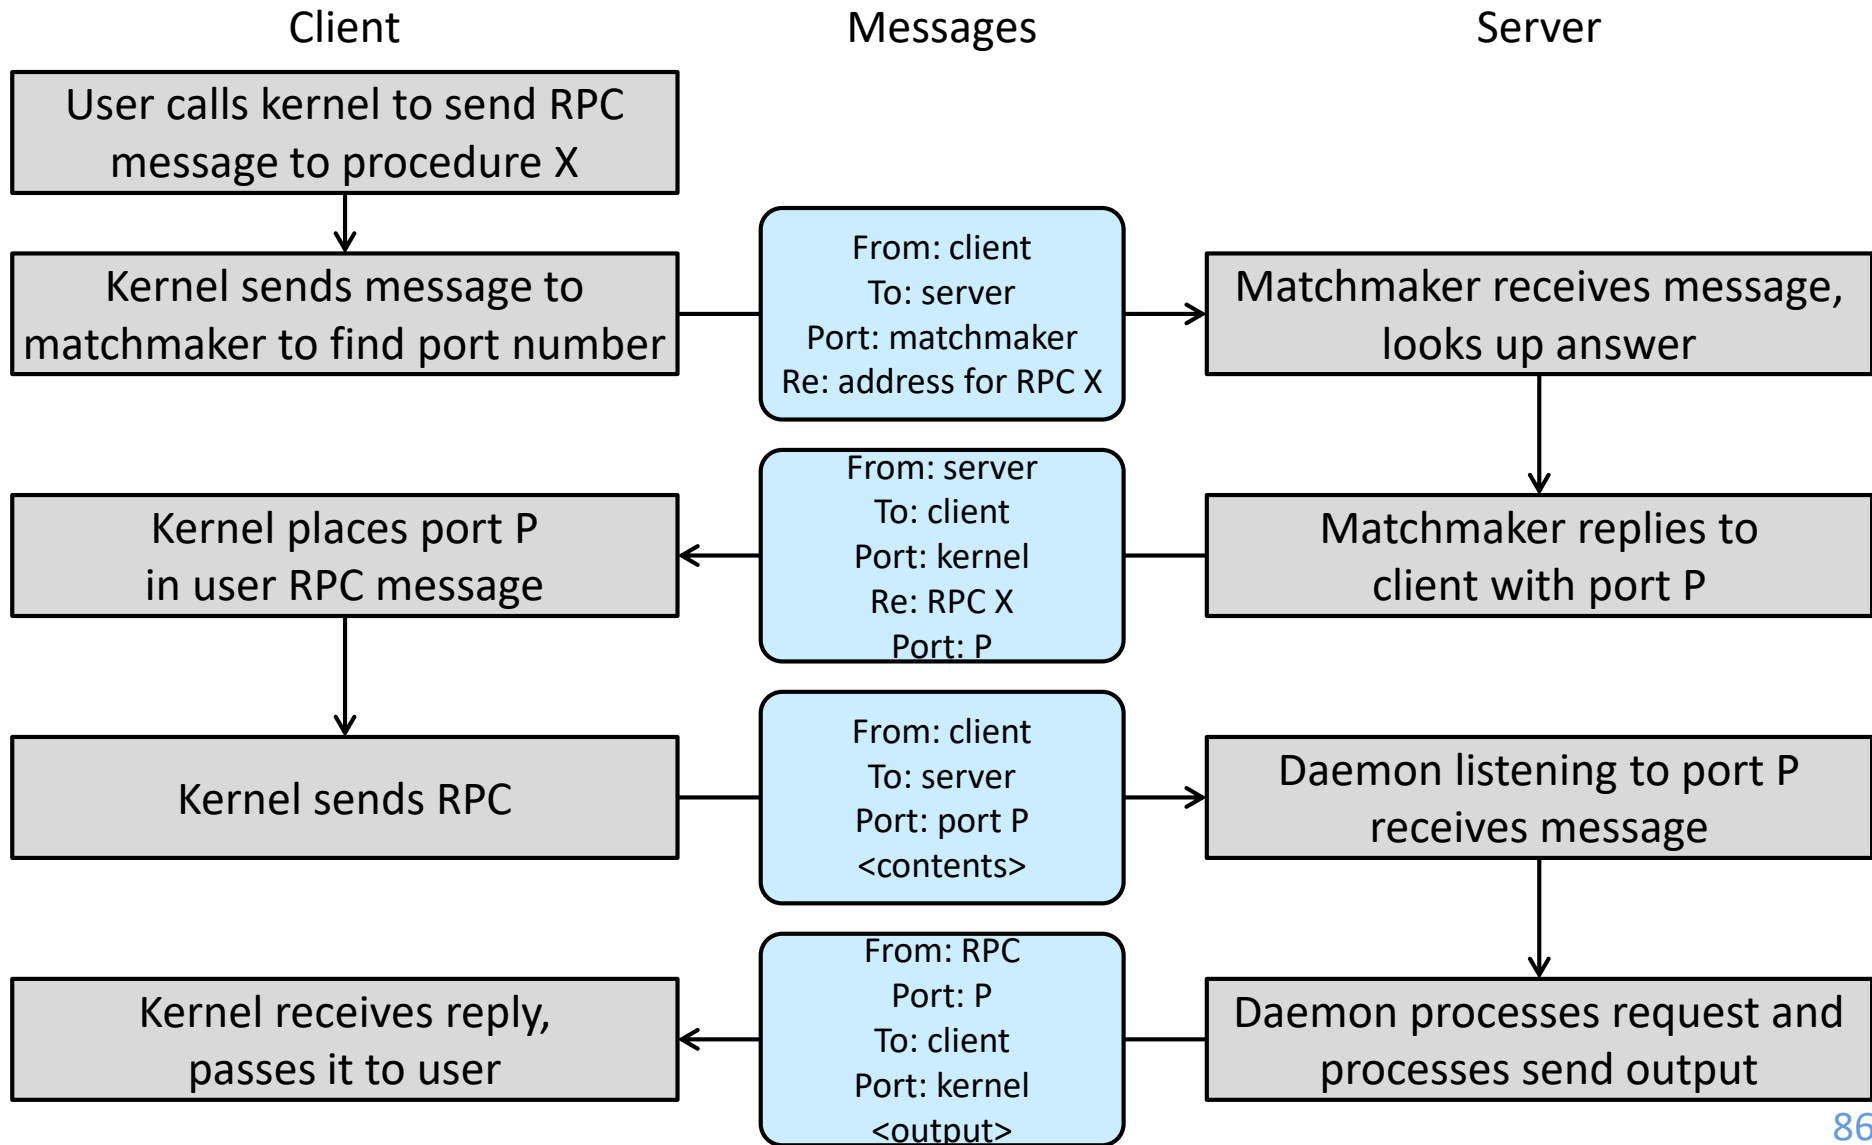 Client
Messages
Server
User calls kernel to send RPC
message to procedure X
Kernel sends message to
matchmaker to find port number
From: client
To: server
Port: matchmaker
Re: address for RPC X
Matchmaker receives message,
looks up answer
Kernel places port P
in user RPC message
From: server
To: client
Port: kernel
Re: RPC X
Port: P
Matchmaker replies to
client with port P
Kernel sends RPC
From: client
To: server
Port: port P
<contents>
Daemon listening to port P
receives message
Kernel receives reply,
passes it to user
From: RPC
Port: P
To: client
Port: kernel
<output>
Daemon processes request and
processes send output
86